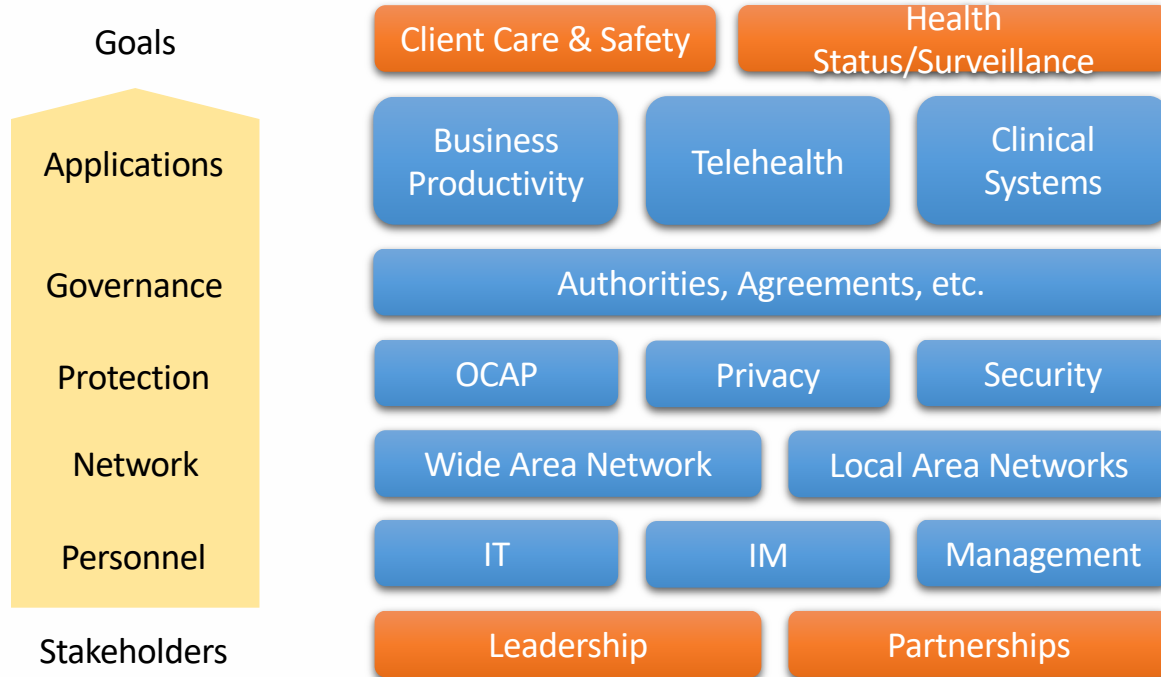 Goals
Client Care & Safety
Health
Status/Surveillance
Applications
Business
Productivity
Telehealth
Clinical
Systems
Governance
Authorities, Agreements, etc.
Protection
OCAP
Privacy
Security
Network
Wide Area Network
Local Area Networks
Personnel
IT
IM
Management
Stakeholders
Leadership
Partnerships